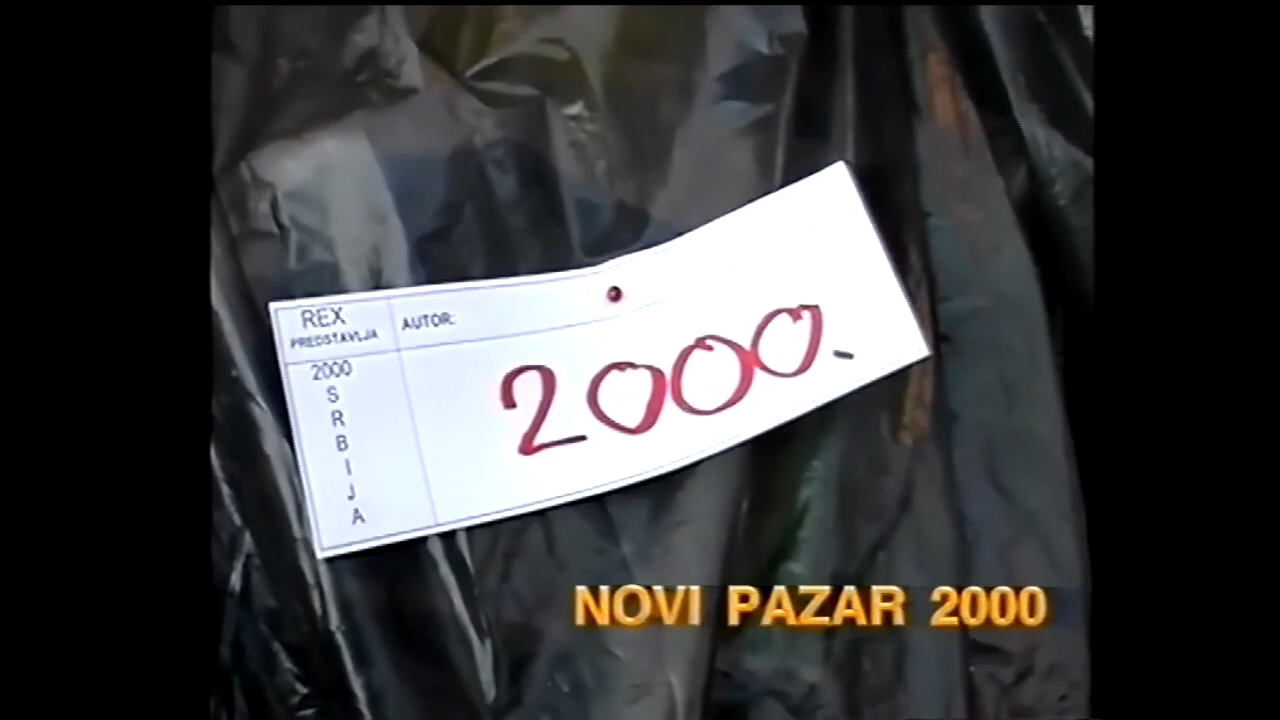 REX
PREDSTAVLJA
AUTOR:
2000
S
R
B
I
J
A
2000.
NOVI PAZAR 2000